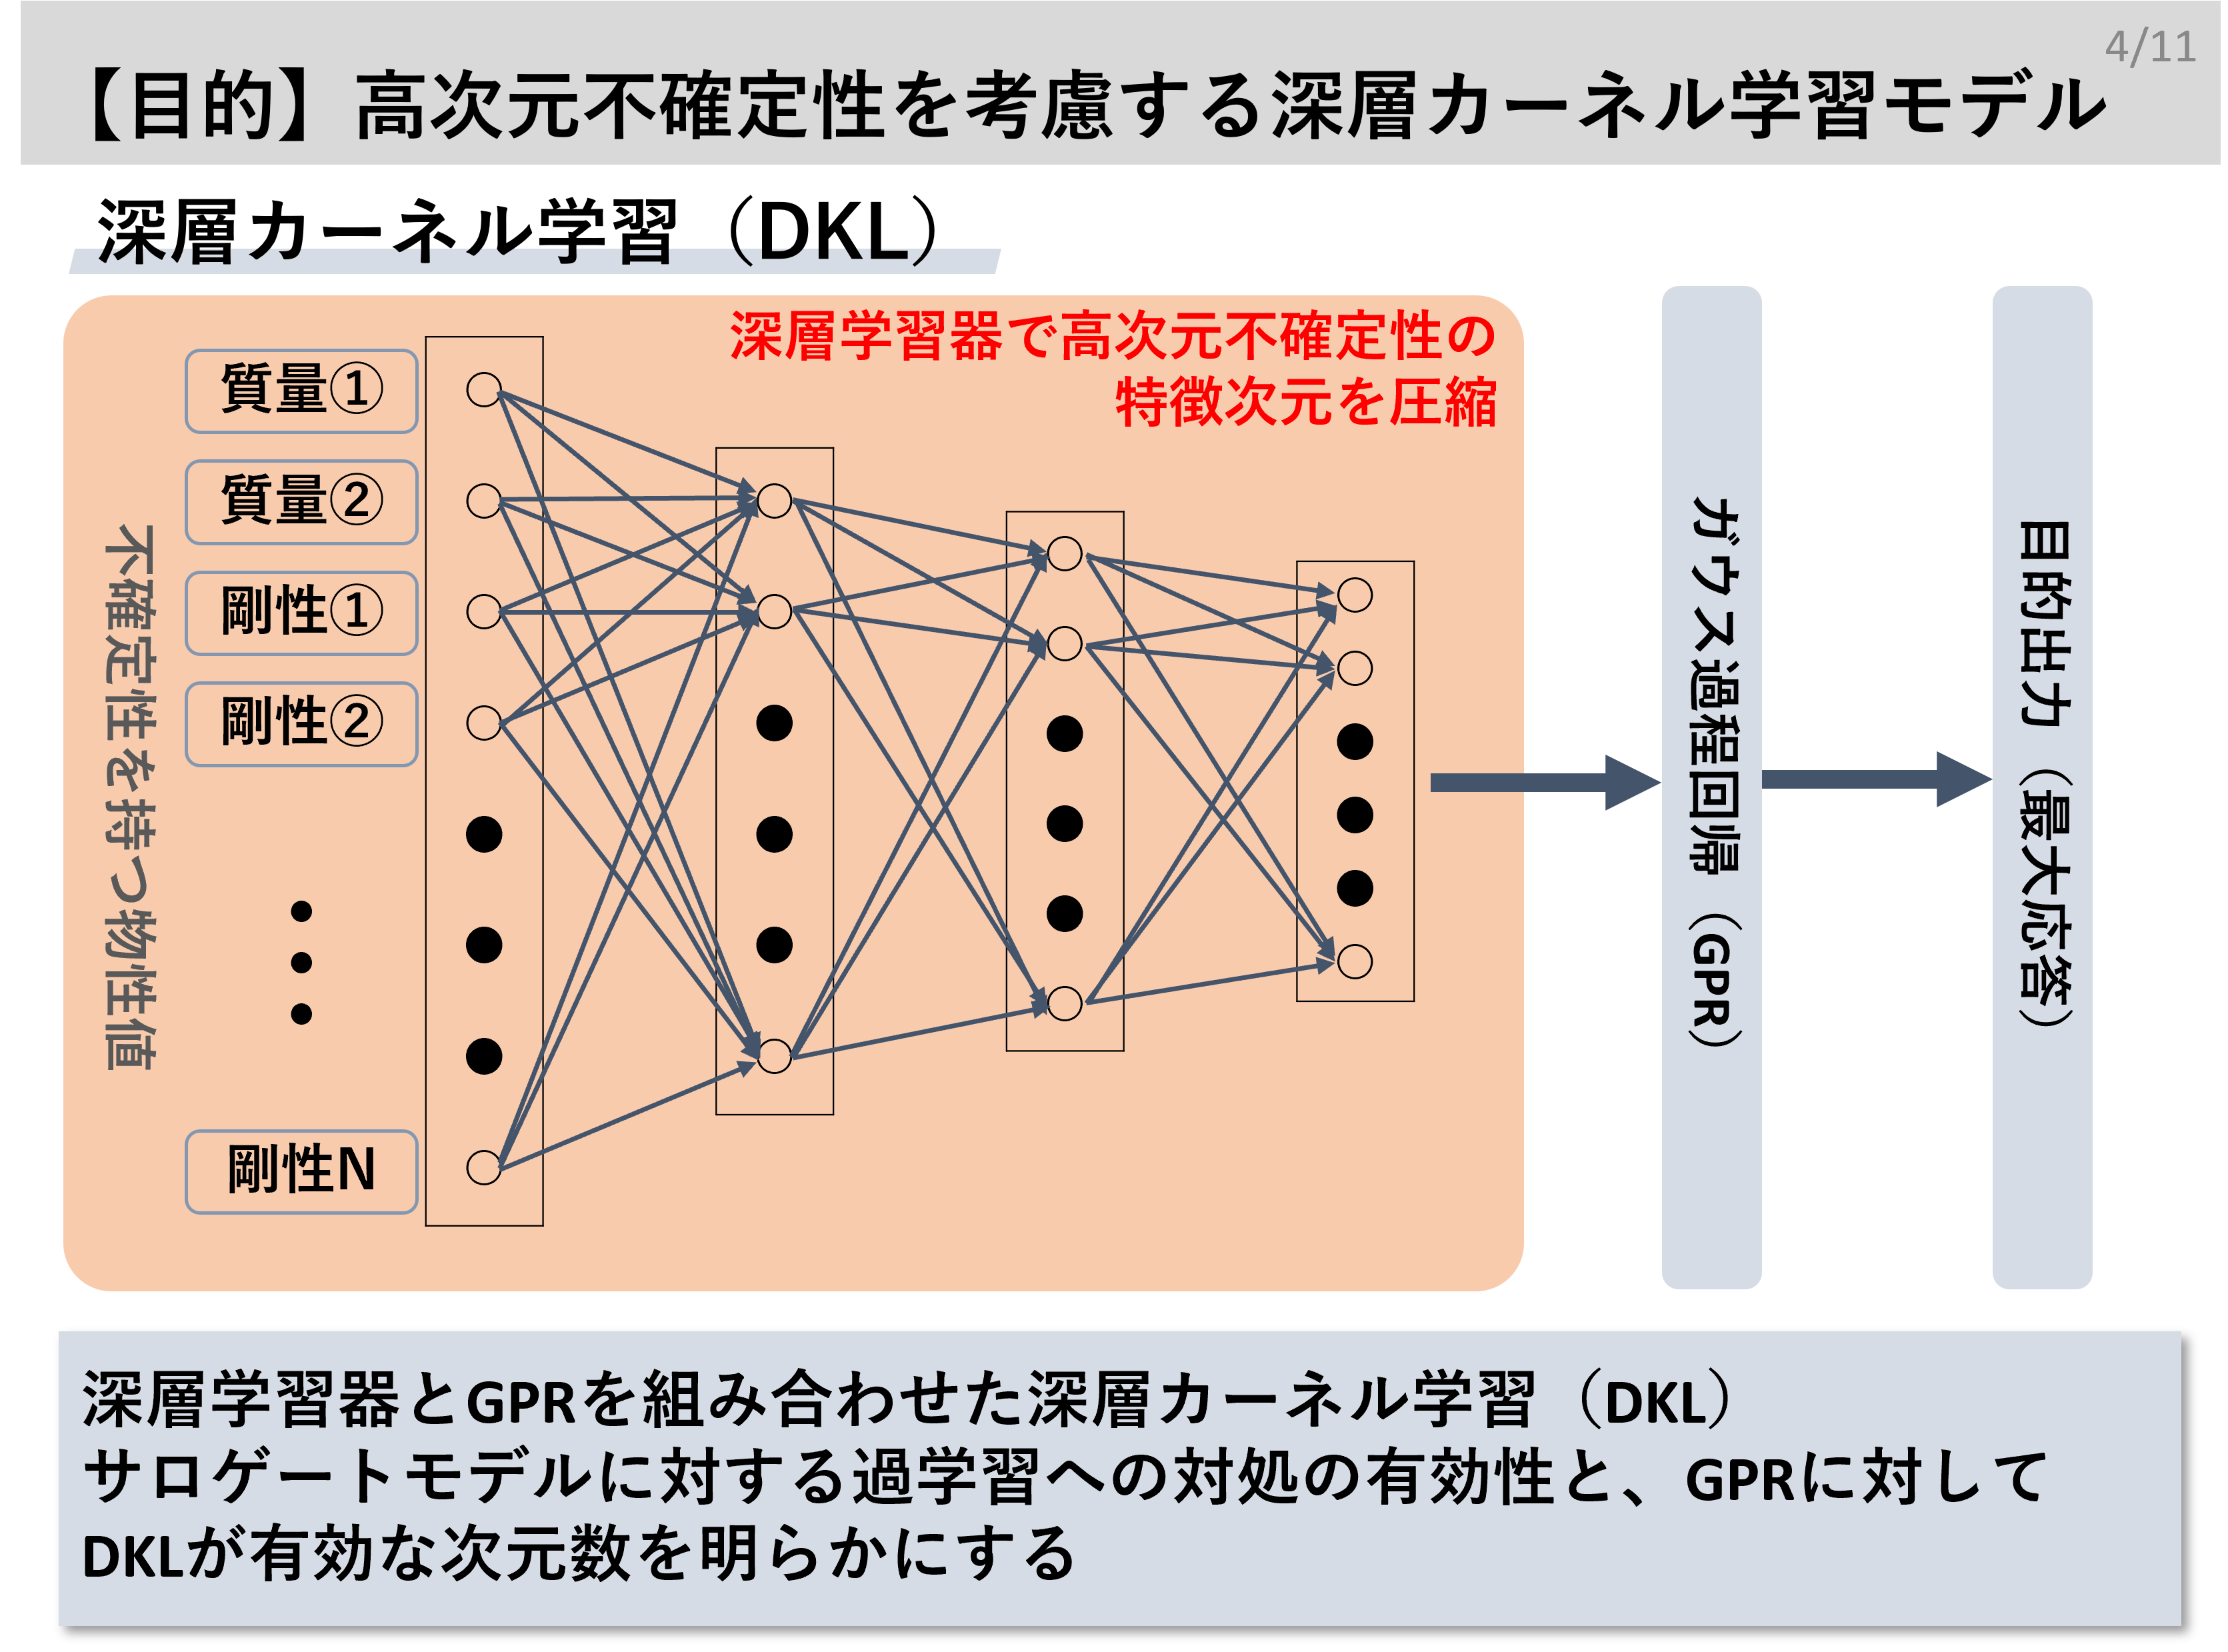 4/11
【目的】高次元不確定性を考慮する深層カーネル学習モデル
深層カーネル学習（DKL）
深層学習器で高次元不確定性の
特徴次元を圧縮
不確定性を持つ物性値
質量①
質量②
剛性①
剛性②
剛性N
ガウス過程回帰（GPR）
目的出力（最大応答）
深層学習器とGPRを組み合わせた深層カーネル学習（DKL）
サロゲートモデルに対する過学習への対処の有効性と、GPRに対して
DKLが有効な次元数を明らかにする